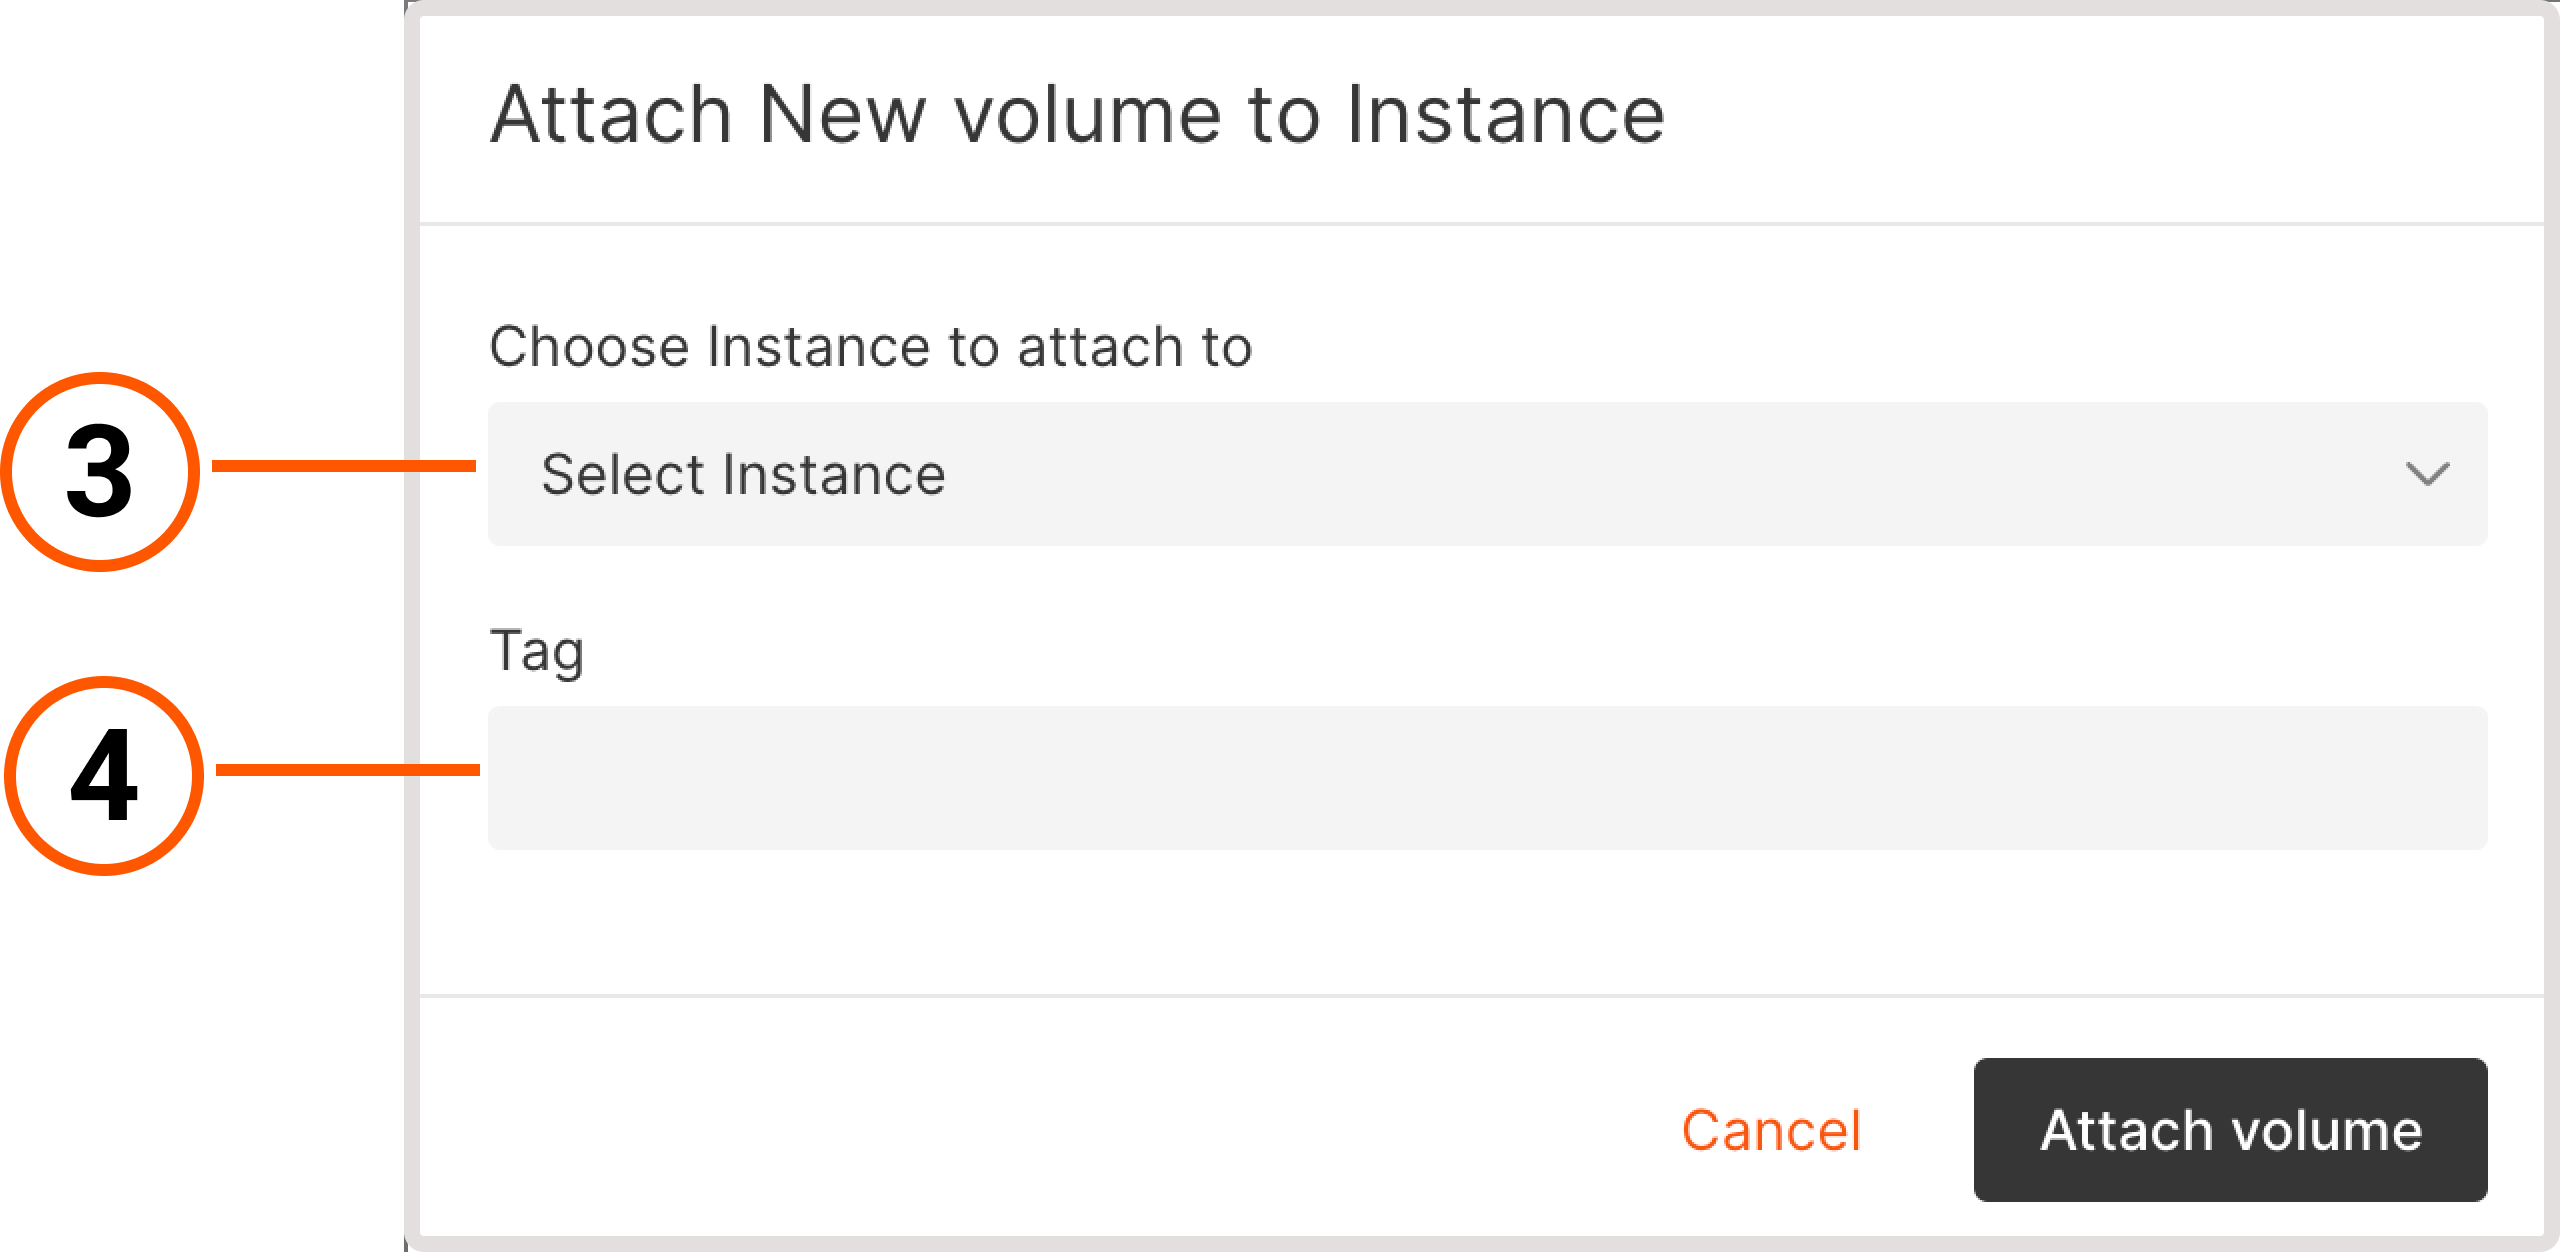 Attach New volume to Instance
Choose Instance to attach to
3
Select Instance
Tag
4
Cancel
Attach volume